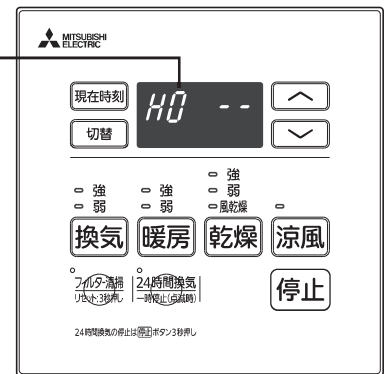 MITSUBISHI
ELECTRIC
現在時刻
H0 --
切替
強
弱
強
弱
強
弱
風乾燥
換気
暖房
乾燥
涼風
フィルター清掃
リセット:3秒押し
24時間換気
一時停止(点滅時)
停止
24時間換気の停止は停止ボタン3秒押し